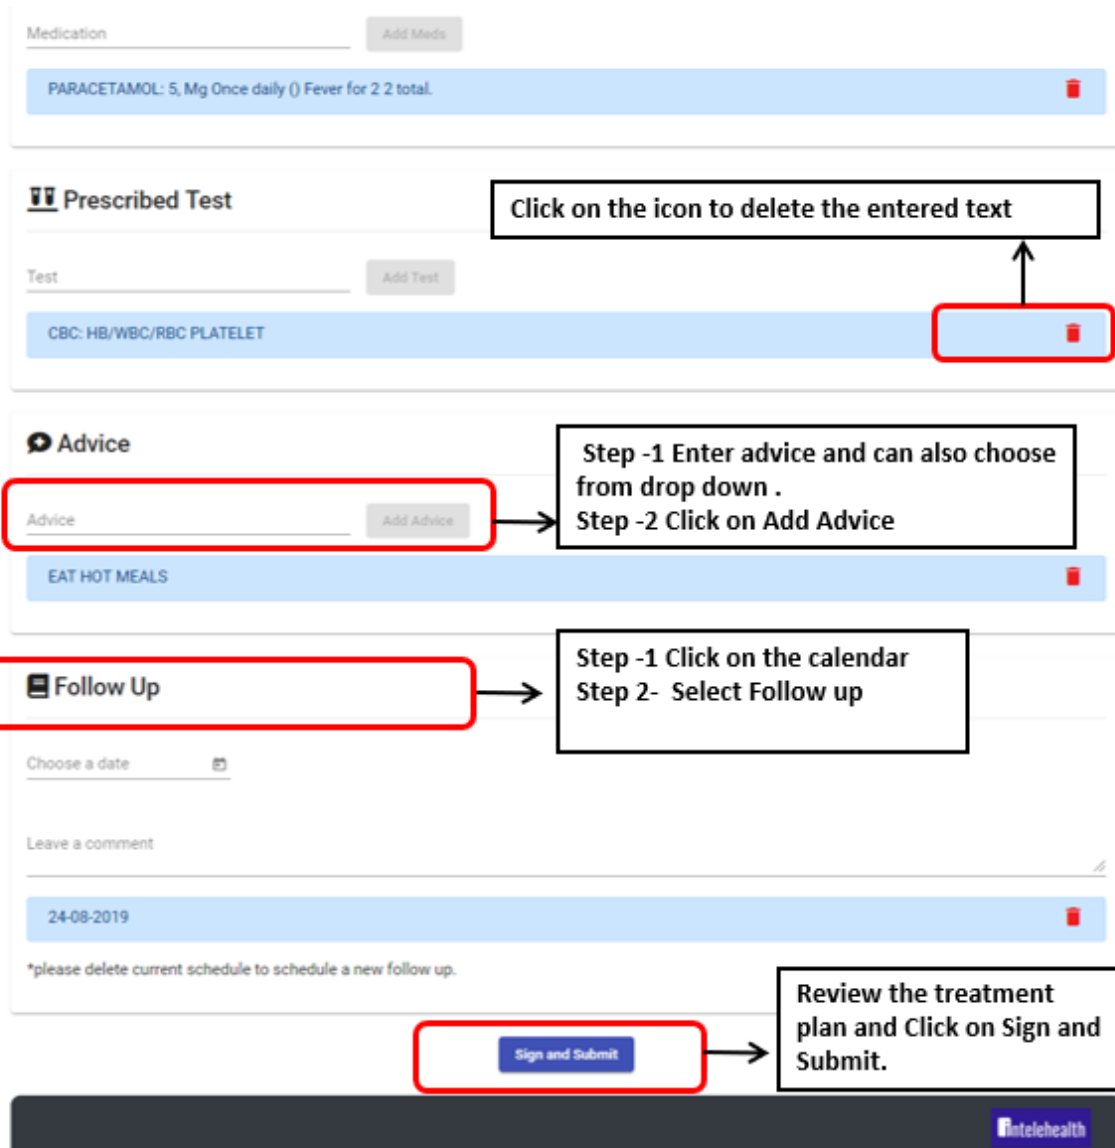 Medication
Add Meds
PARACETAMOL: 5, Mg Once daily () Fever for 2 2 total.
Prescribed Test
Click on the icon to delete the entered text
Test
Add Test
CBC: HB/WBC/RBC PLATELET
Advice
Step -1 Enter advice and can also choose
from drop down .
Step -2 Click on Add Advice
Advice
Add Advice
EAT HOT MEALS
Follow Up
Step -1 Click on the calendar
Step 2- Select Follow up
Choose a date
Leave a comment
24-08-2019
*please delete current schedule to schedule a new follow up.
Review the treatment
plan and Click on Sign and
Submit.
Sign and Submit
intelehealth